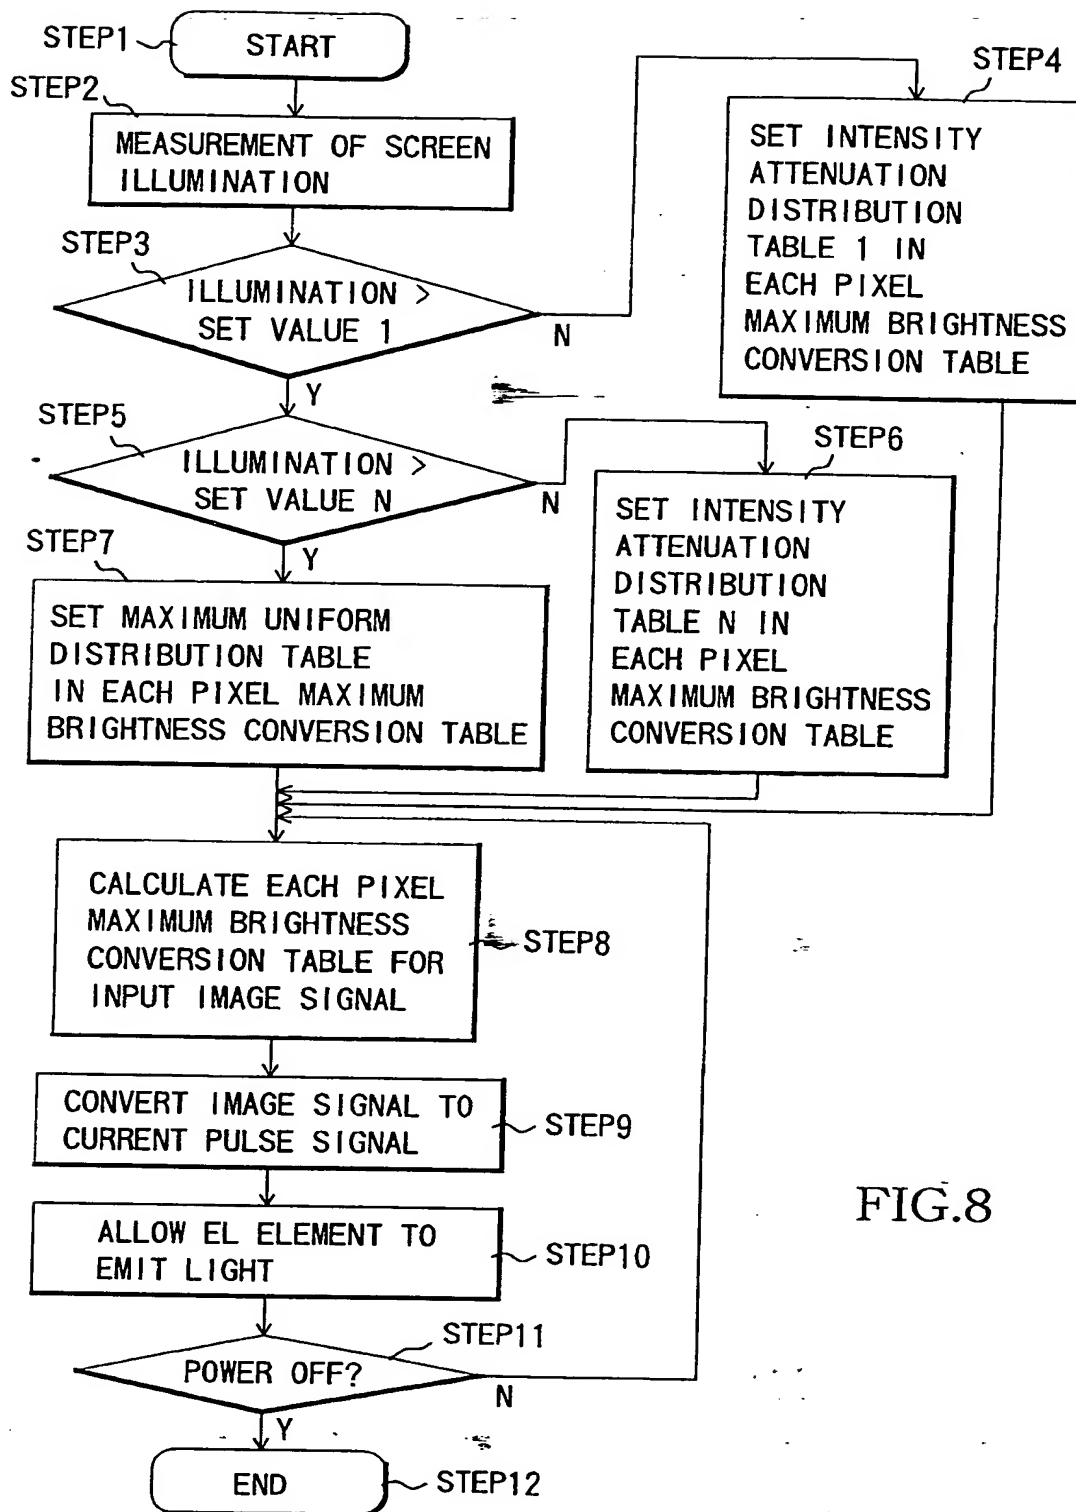 STEP1
START
STEP2
MEASUREMENT OF SCREEN
ILLUMINATION
STEP3
ILLUMINATION >
SET VALUE 1
N
Y
STEP4
SET INTENSITY
ATTENUATION
DISTRIBUTION
TABLE 1 IN
EACH PIXEL
MAXIMUM BRIGHTNESS
CONVERSION TABLE
STEP5
ILLUMINATION >
SET VALUE N
N
Y
STEP6
SET INTENSITY
ATTENUATION
DISTRIBUTION
TABLE N IN
EACH PIXEL
MAXIMUM BRIGHTNESS
CONVERSION TABLE
STEP7
SET MAXIMUM UNIFORM
DISTRIBUTION TABLE
IN EACH PIXEL MAXIMUM
BRIGHTNESS CONVERSION TABLE
CALCULATE EACH PIXEL
MAXIMUM BRIGHTNESS
CONVERSION TABLE FOR
INPUT IMAGE SIGNAL
STEP8
CONVERT IMAGE SIGNAL TO
CURRENT PULSE SIGNAL
STEP9
ALLOW EL ELEMENT TO
EMIT LIGHT
STEP10
STEP11
POWER OFF?
N
Y
END
STEP12
FIG.8